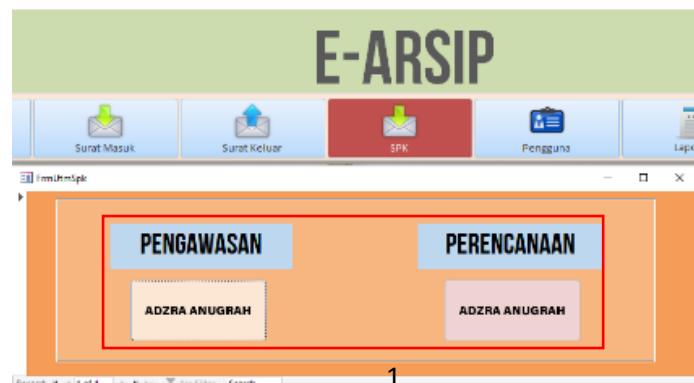 E-ARSIP
Surat Masuk
Surat Keluar
SPK
Pengguna
FrmUtmSpk
PENGAWASAN
PERENCANAAN
ADZRA ANUGRAH
ADZRA ANUGRAH
1